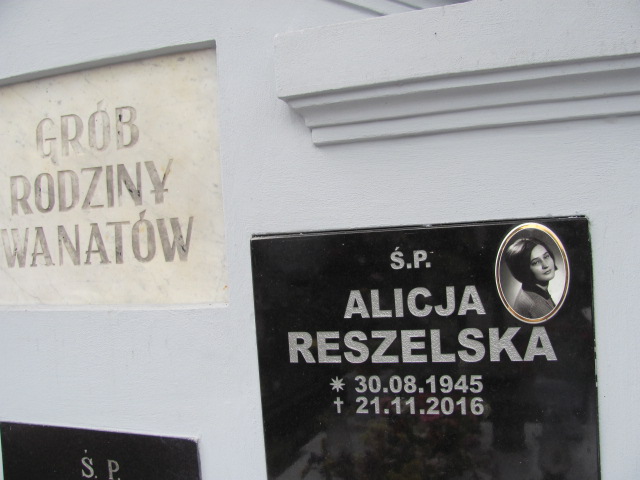 GRÓB
RODZINY
WANATÓW
Ś.P.
ALICJA
RESZELSKA
* 30.08.1945
† 21.11.2016
Ś. P.